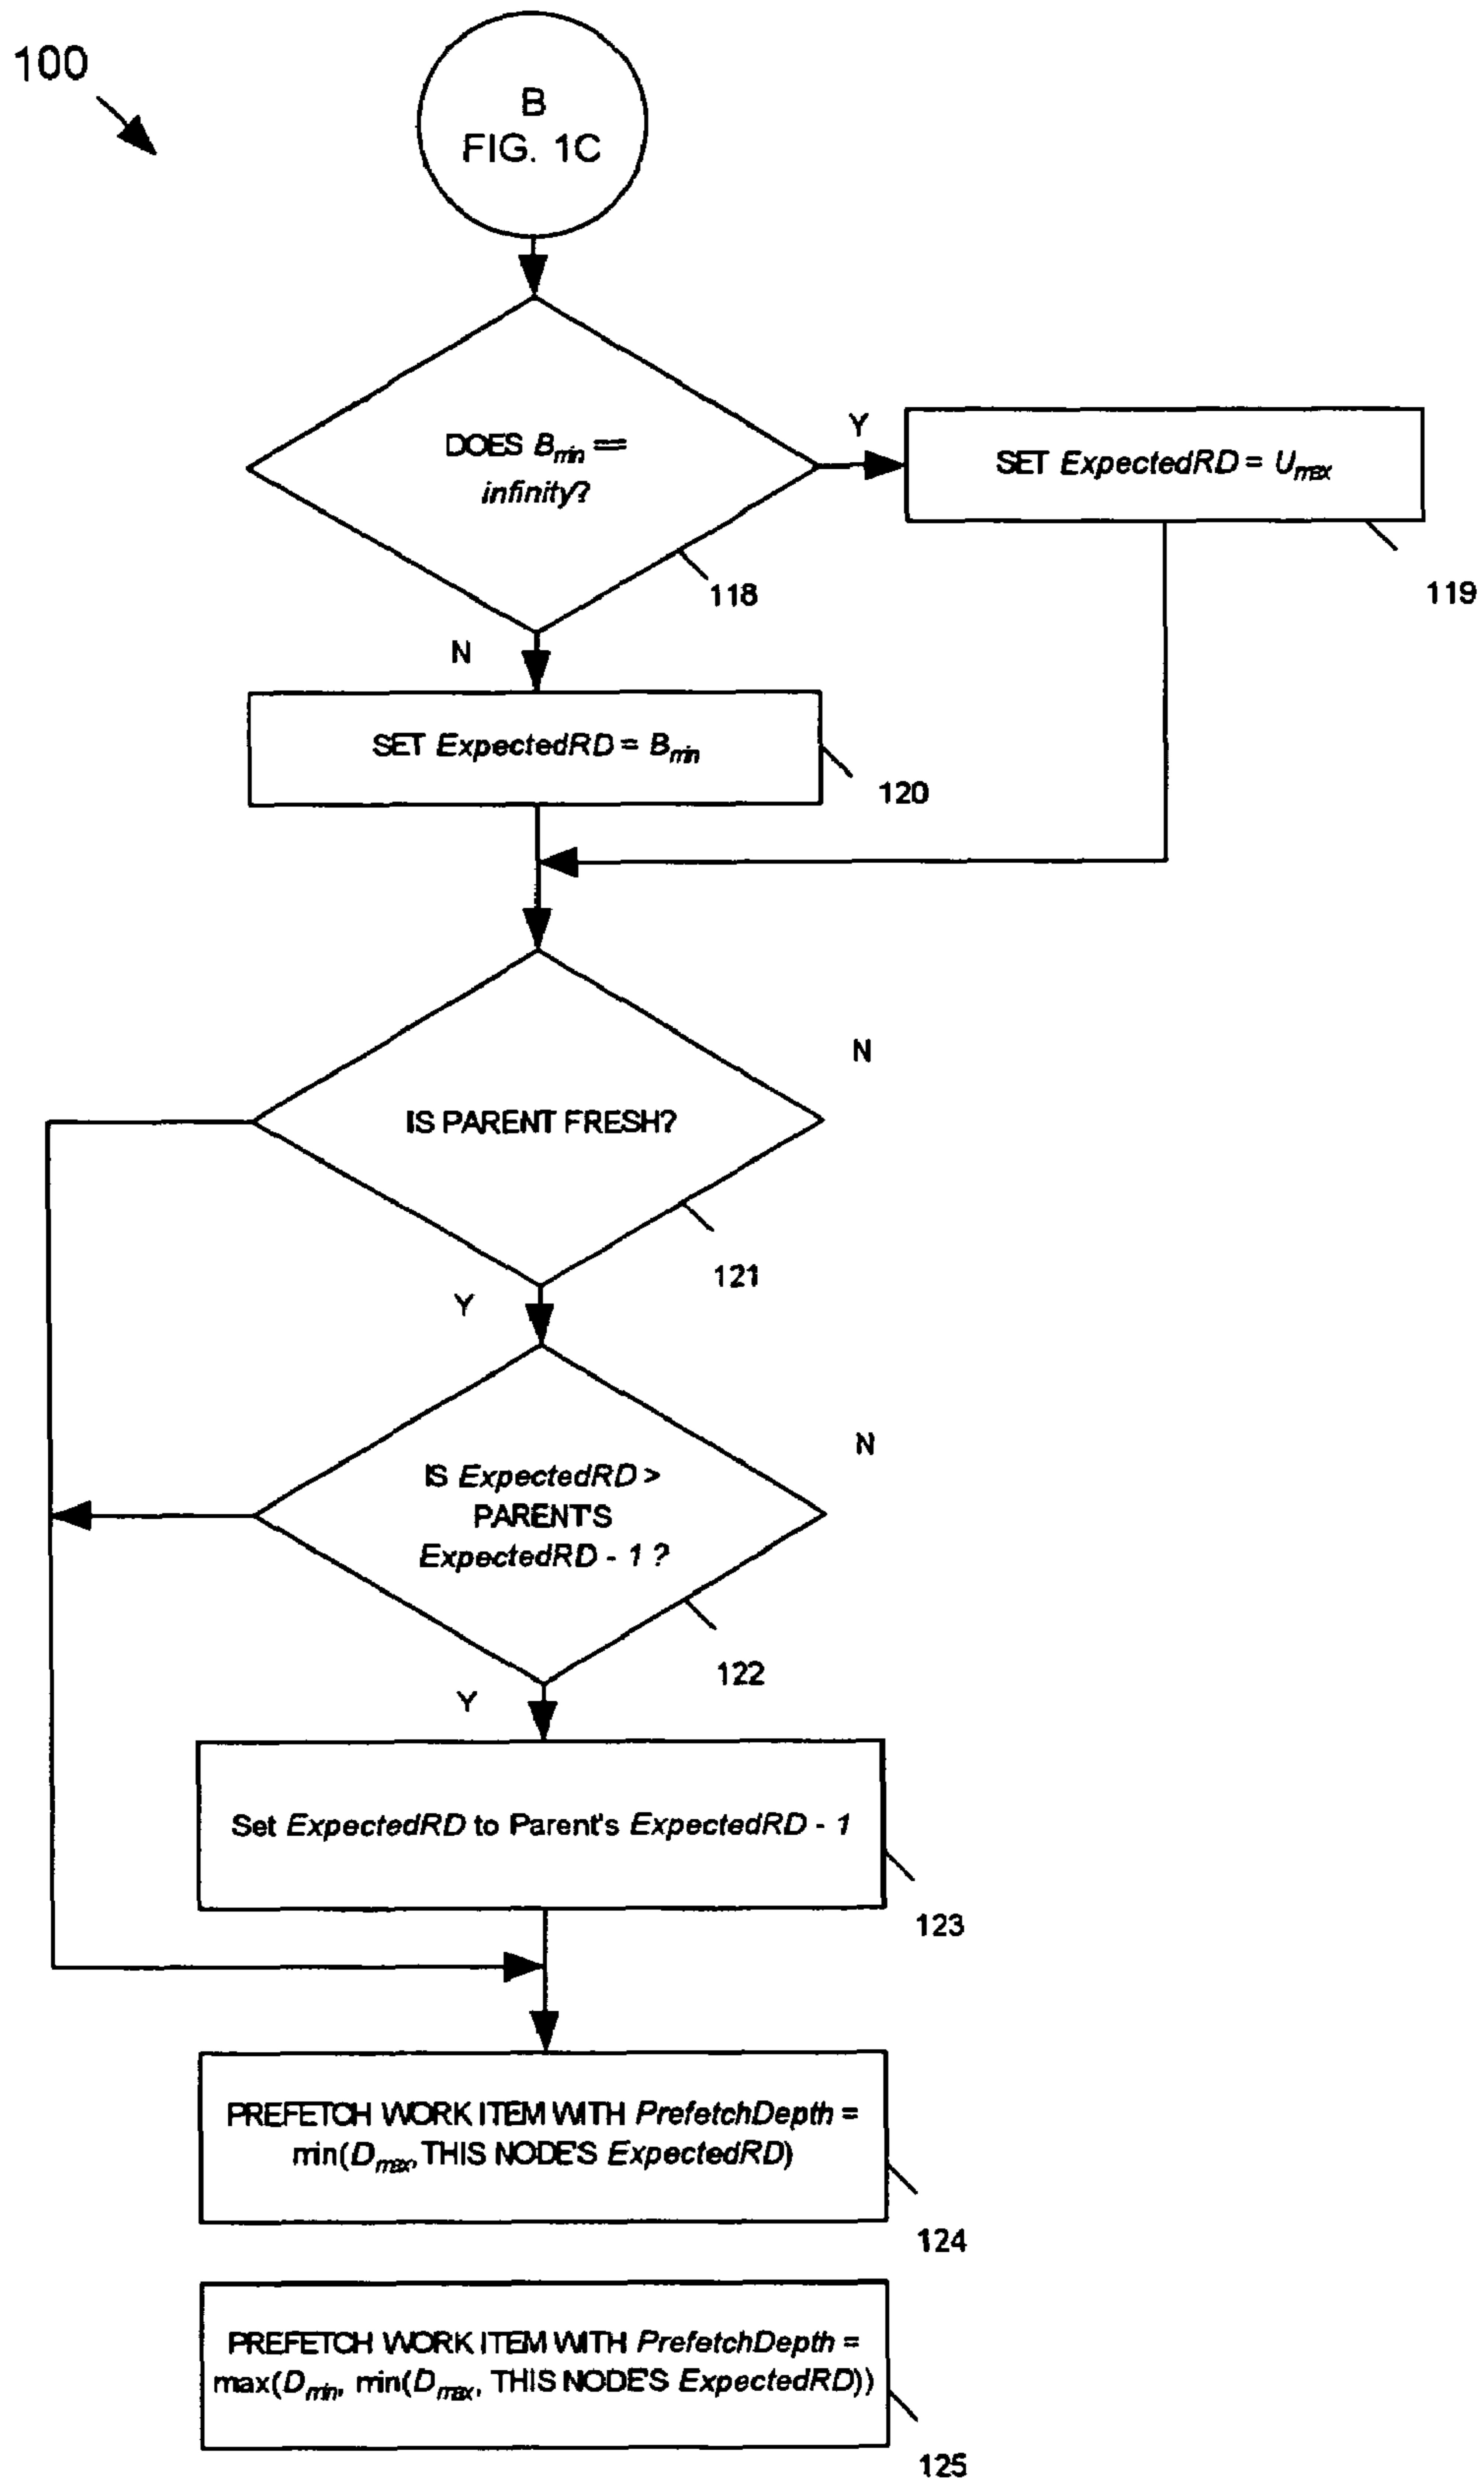 100
B
FIG. 1C
DOES B_min ==
infinity?
Y
SET ExpectedRD = U_max
118
119
N
SET ExpectedRD = B_min
120
N
IS PARENT FRESH?
121
Y
N
IS ExpectedRD >
PARENT'S
ExpectedRD - 1 ?
122
Y
Set ExpectedRD to Parent's ExpectedRD - 1
123
PREFETCH WORK ITEM WITH PrefetchDepth =
min(D_max, THIS NODE'S ExpectedRD)
124
PREFETCH WORK ITEM WITH PrefetchDepth =
max(D_min, min(D_max, THIS NODE'S ExpectedRD))
125